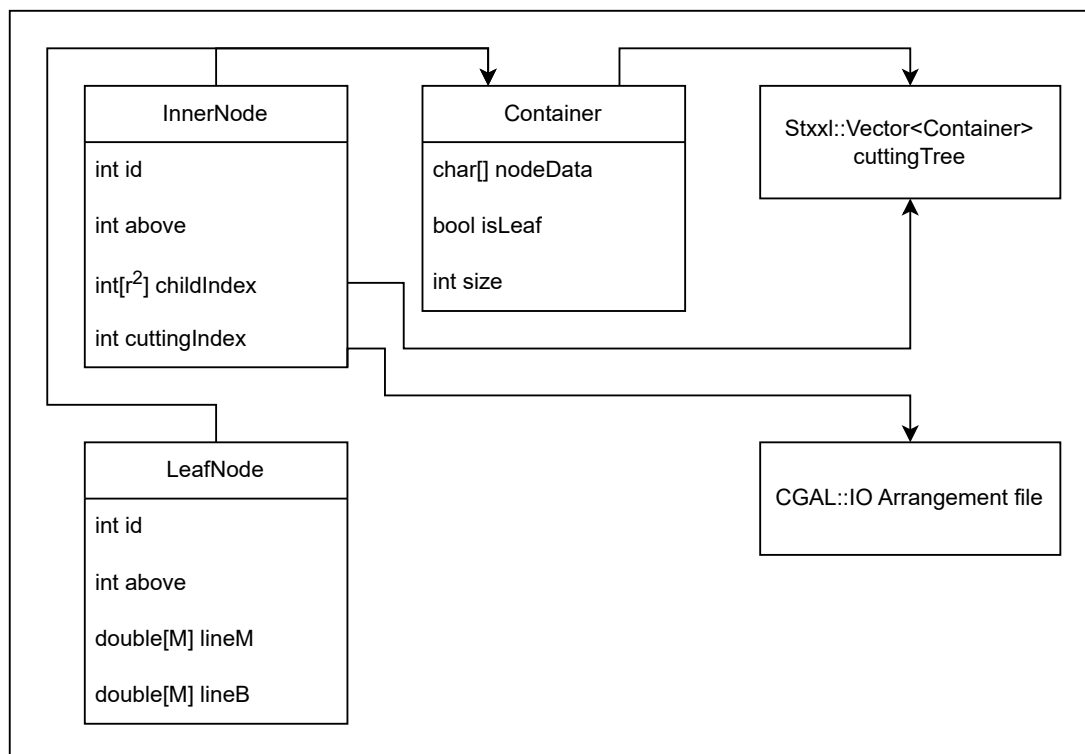 InnerNode
int id
int above
int[r²] childIndex
int cuttingIndex
Container
char[] nodeData
bool isLeaf
int size
Stxxl::Vector<Container>
cuttingTree
LeafNode
int id
int above
double[M] lineM
double[M] lineB
CGAL::IO Arrangement file